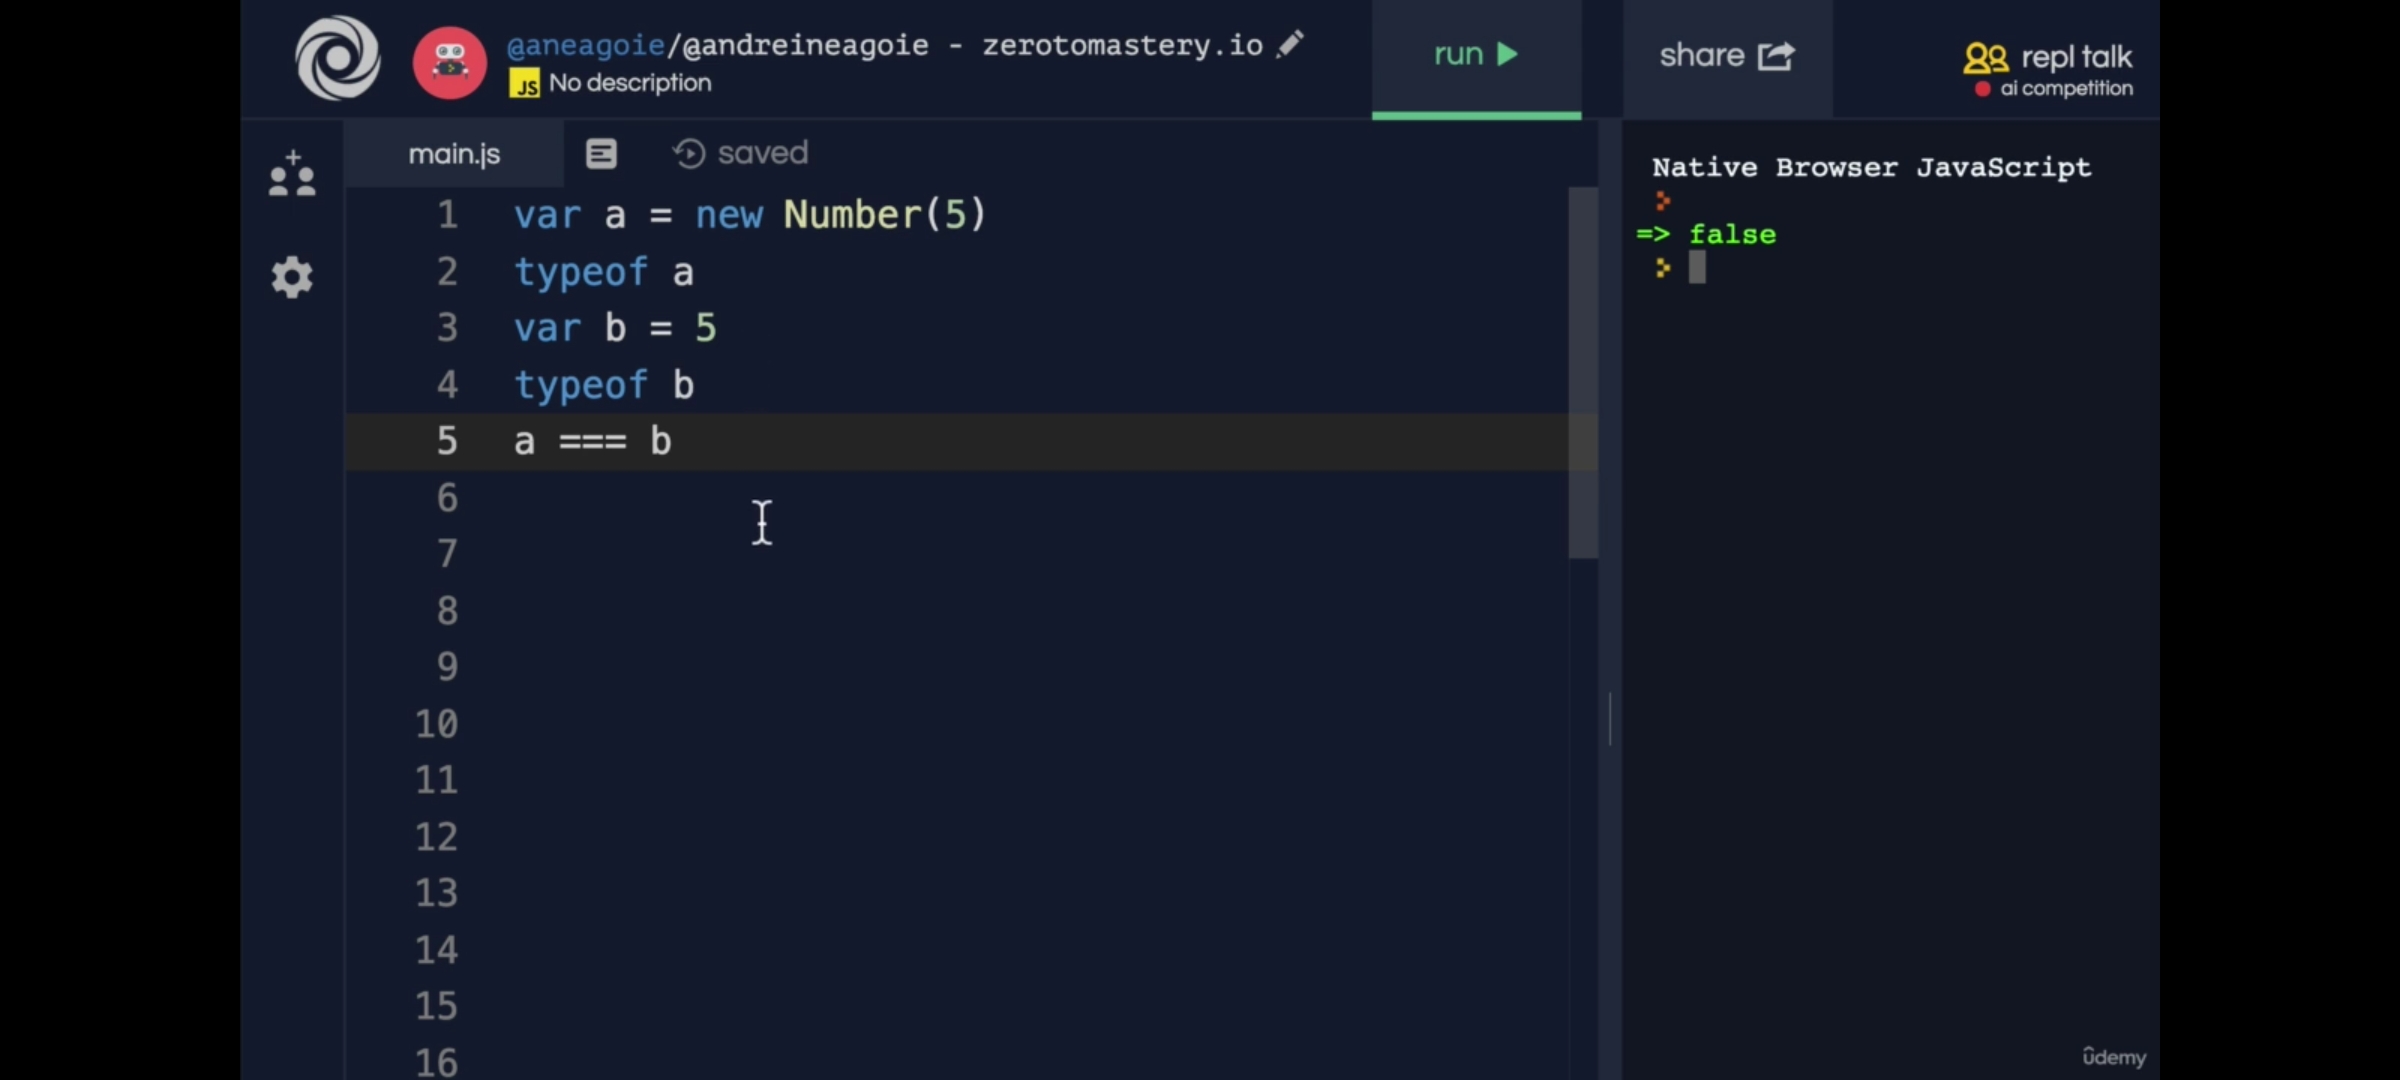 @aneagoie/@andreineagoie - zerotomastery.io
JS No description
run
share
repl talk
ai competition
main.js
saved
1 var a = new Number(5)
2 typeof a
3 var b = 5
4 typeof b
5 a === b
6
7
8
9
10
11
12
13
14
15
16
Native Browser JavaScript
=> false
ûdemy